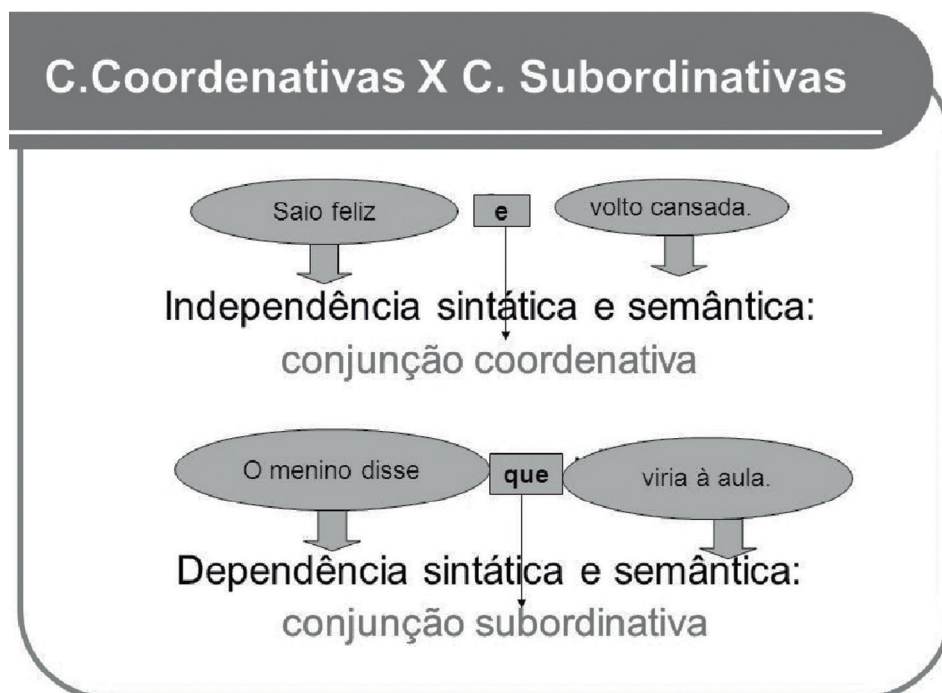 C.Coordenativas X C. Subordinativas
Saio feliz e volto cansada.
Independência sintática e semântica:
conjunção coordenativa
O menino disse que viria à aula.
Dependência sintática e semântica:
conjunção subordinativa